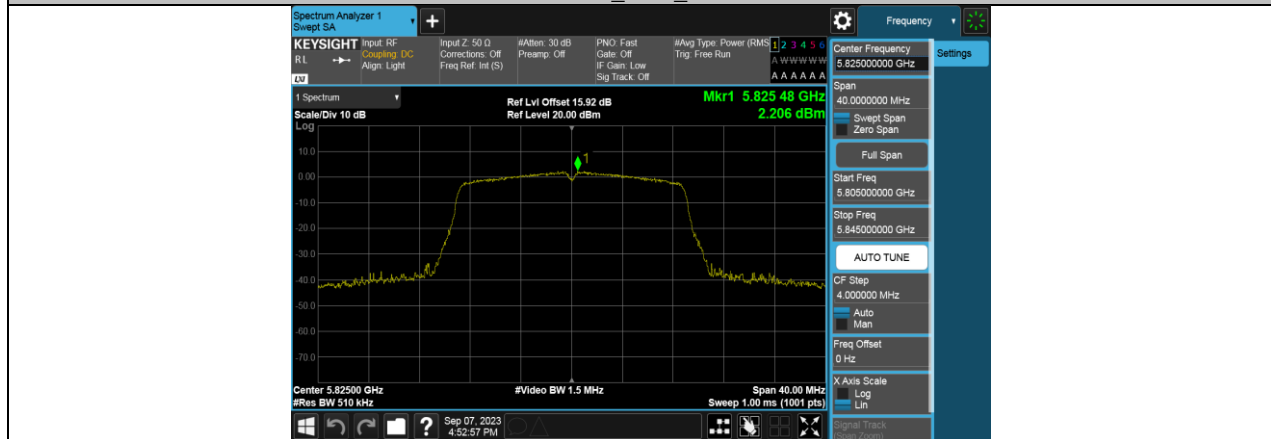 Spectrum Analyzer 1
Swept SA
+
Frequency
KEYSIGHT Input: RF
Coupling: DC
Align: Light
RL
LXI
Input Z: 50 Ω
Corrections: Off
Freq Ref: Int (S)
#Atten: 30 dB
Preamp: Off
PNO: Fast
Gate: Off
IF Gain: Low
Sig Track: Off
#Avg Type: Power (RMS
Trig: Free Run
1 2 3 4 5 6
A W W W W W
A A A A A A
1 Spectrum
Scale/Div 10 dB
Log
Ref Lvl Offset 15.92 dB
Ref Level 20.00 dBm
Mkr1 5.825 48 GHz
2.206 dBm
1
10.0
0.00
-10.0
-20.0
-30.0
-40.0
-50.0
-60.0
-70.0
Center 5.82500 GHz
#Res BW 510 kHz
#Video BW 1.5 MHz
Span 40.00 MHz
Sweep 1.00 ms (1001 pts)
?
Sep 07, 2023
4:52:57 PM
Center Frequency
5.825000000 GHz
Span
40.0000000 MHz
Swept Span
Zero Span
Full Span
Start Freq
5.805000000 GHz
Stop Freq
5.845000000 GHz
AUTO TUNE
CF Step
4.000000 MHz
Auto
Man
Freq Offset
0 Hz
X Axis Scale
Log
Lin
Signal Track
(Span Zoom)
Settings